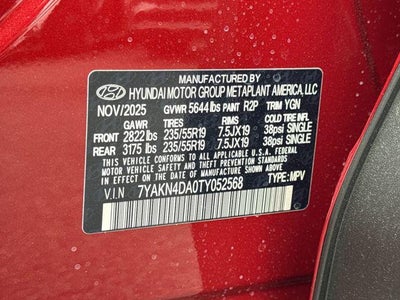 HYUNDAI MOTOR GROUP METAPLANT AMERICA, LLC
NOV/2025 GVWR 5644 lbs PAINT R2P TRIM YGN
GAWR TIRES RIMS COLD TIRE INFO
FRONT 2822 lbs 235/55R19 7.5JX19 38psi SINGLE
REAR 3175 lbs 235/55R19 7.5JX19 38psi SINGLE
THIS VEHICLE CONFORMS TO ALL APPLICABLE U.S.A FEDERAL
MOTOR VEHICLE SAFETY, BUMPER, AND THEFT PREVENTION STANDARDS
IN EFFECT ON THE DATE OF MANUFACTURE SHOWN ABOVE.
V.I.N 7YAKN4DA0TY052568 TYPE : MPV